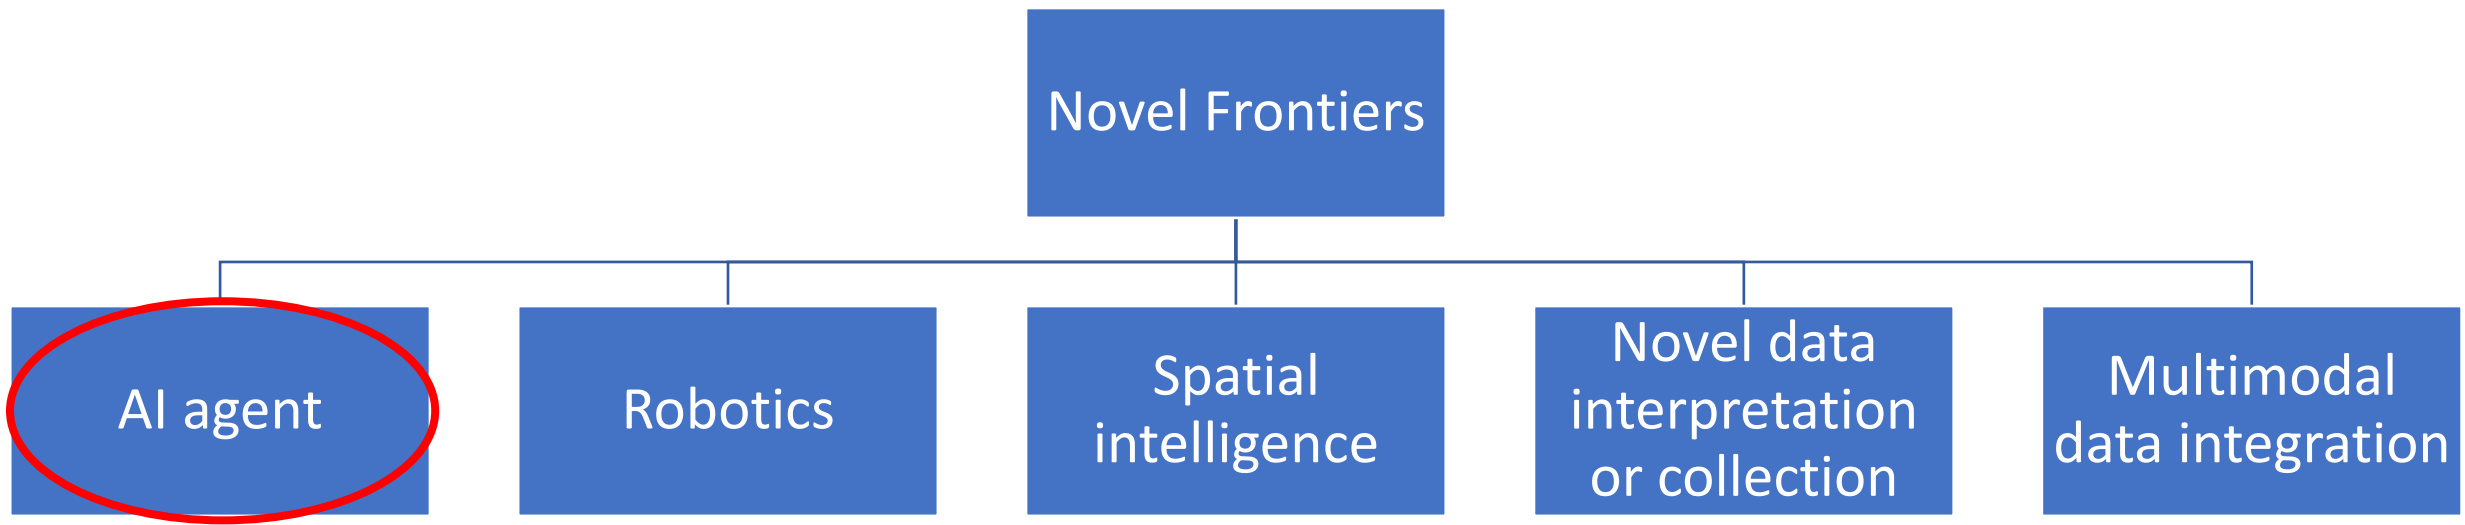 Novel Frontiers
AI agent
Robotics
Spatial
intelligence
Novel data
interpretation
or collection
Multimodal
data integration